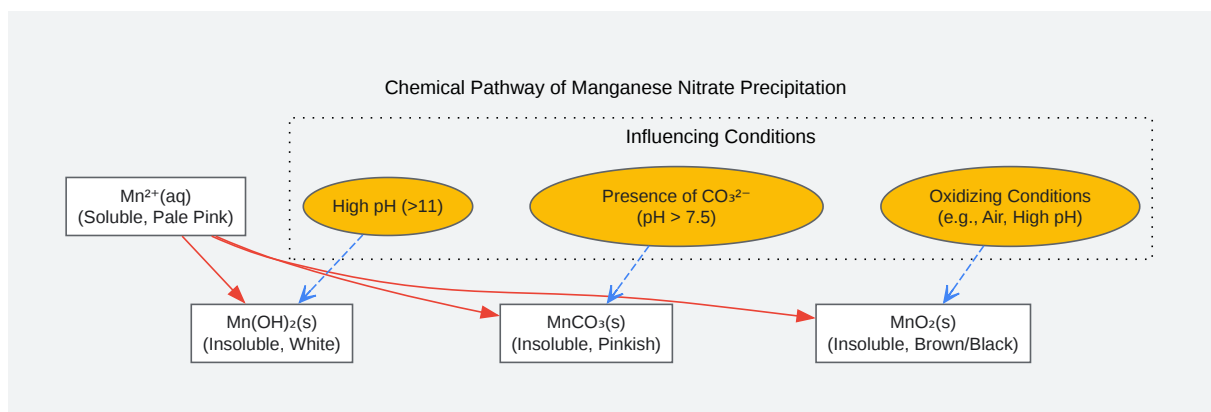 Chemical Pathway of Manganese Nitrate Precipitation
Influencing Conditions
Mn²⁺(aq)
(Soluble, Pale Pink)
High pH (>11)
Presence of CO₃²⁻
(pH > 7.5)
Oxidizing Conditions
(e.g., Air, High pH)
Mn(OH)₂(s)
(Insoluble, White)
MnCO₃(s)
(Insoluble, Pinkish)
MnO₂(s)
(Insoluble, Brown/Black)